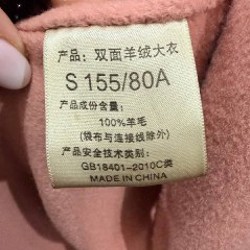 产品：双面羊绒大衣
S 155/80A
产品成份含量：
100%羊毛
(袋布与连接线除外)
产品安全技术类别：
GB18401-2010C类
MADE IN CHINA